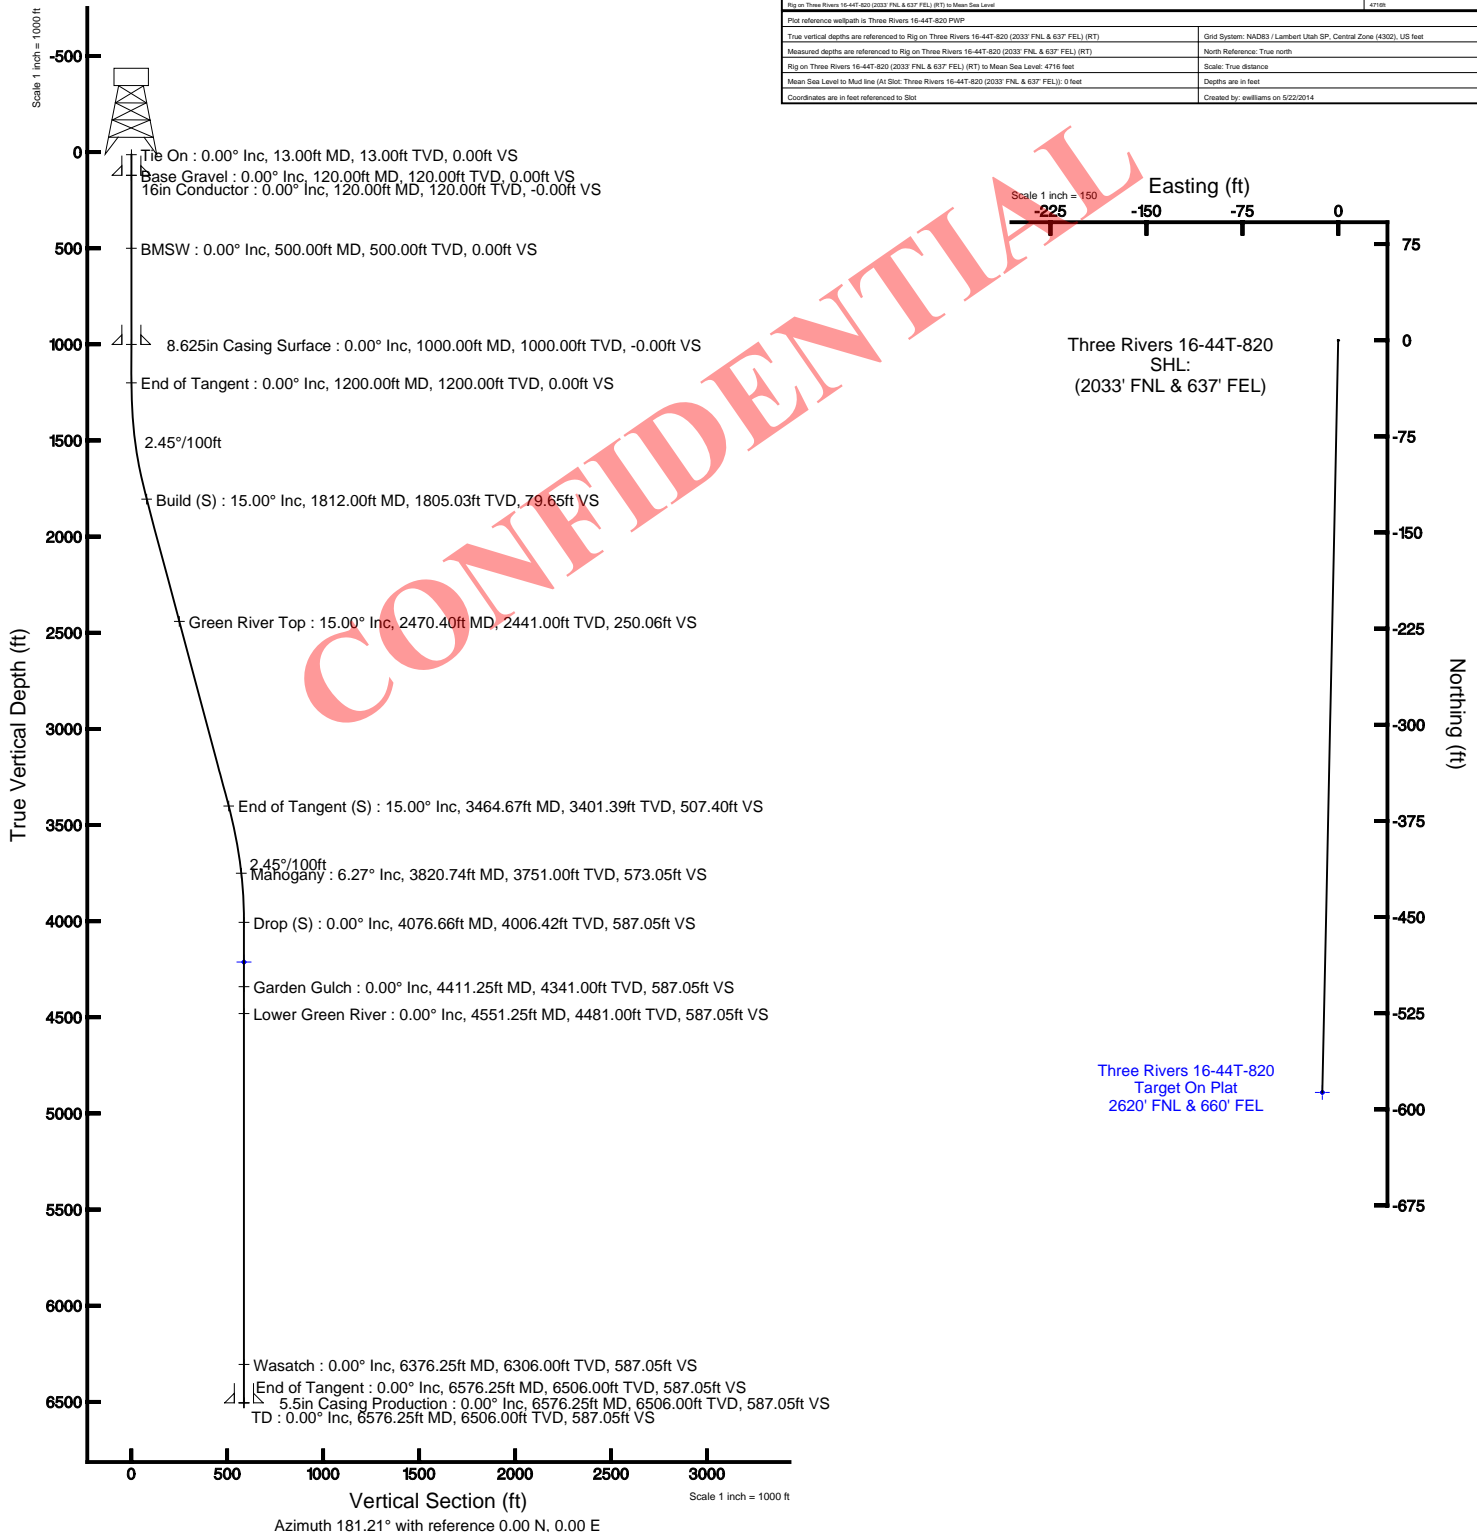 Rig on Three Rivers 16-44T-820 (2033' FNL & 637' FEL) (RT) to Mean Sea Level 4716ft
Plot reference wellpath is Three Rivers 16-44T-820 PWP
True vertical depths are referenced to Rig on Three Rivers 16-44T-820 (2033' FNL & 637' FEL) (RT)
Grid System: NAD83 / Lambert Utah SP, Central Zone (4302), US feet
Measured depths are referenced to Rig on Three Rivers 16-44T-820 (2033' FNL & 637' FEL) (RT)
North Reference: True north
Rig on Three Rivers 16-44T-820 (2033' FNL & 637' FEL) (RT) to Mean Sea Level: 4716 feet
Scale: True distance
Mean Sea Level to Mud line (At Slot: Three Rivers 16-44T-820 (2033' FNL & 637' FEL)): 0 feet
Depths are in feet
Coordinates are in feet referenced to Slot
Created by: ewilliams on 5/22/2014
Scale 1 inch = 1000 ft
True Vertical Depth (ft)
-500
0
500
1000
1500
2000
2500
3000
3500
4000
4500
5000
5500
6000
6500
Tie On : 0.00° Inc, 13.00ft MD, 13.00ft TVD, 0.00ft VS
Base Gravel : 0.00° Inc, 120.00ft MD, 120.00ft TVD, 0.00ft VS
16in Conductor : 0.00° Inc, 120.00ft MD, 120.00ft TVD, -0.00ft VS
BMSW : 0.00° Inc, 500.00ft MD, 500.00ft TVD, 0.00ft VS
8.625in Casing Surface : 0.00° Inc, 1000.00ft MD, 1000.00ft TVD, -0.00ft VS
End of Tangent : 0.00° Inc, 1200.00ft MD, 1200.00ft TVD, 0.00ft VS
2.45°/100ft
Build (S) : 15.00° Inc, 1812.00ft MD, 1805.03ft TVD, 79.65ft VS
Green River Top : 15.00° Inc, 2470.40ft MD, 2441.00ft TVD, 250.06ft VS
End of Tangent (S) : 15.00° Inc, 3464.67ft MD, 3401.39ft TVD, 507.40ft VS
2.45°/100ft
Mahogany : 6.27° Inc, 3820.74ft MD, 3751.00ft TVD, 573.05ft VS
Drop (S) : 0.00° Inc, 4076.66ft MD, 4006.42ft TVD, 587.05ft VS
Garden Gulch : 0.00° Inc, 4411.25ft MD, 4341.00ft TVD, 587.05ft VS
Lower Green River : 0.00° Inc, 4551.25ft MD, 4481.00ft TVD, 587.05ft VS
Wasatch : 0.00° Inc, 6376.25ft MD, 6306.00ft TVD, 587.05ft VS
End of Tangent : 0.00° Inc, 6576.25ft MD, 6506.00ft TVD, 587.05ft VS
5.5in Casing Production : 0.00° Inc, 6576.25ft MD, 6506.00ft TVD, 587.05ft VS
TD : 0.00° Inc, 6576.25ft MD, 6506.00ft TVD, 587.05ft VS
0 500 1000 1500 2000 2500 3000
Vertical Section (ft)
Scale 1 inch = 1000 ft
Azimuth 181.21° with reference 0.00 N, 0.00 E
CONFIDENTIAL
Scale 1 inch = 150
Easting (ft)
-225 -150 -75 0
75
0
-75
-150
-225
-300
-375
-450
-525
-600
-675
Northing (ft)
Three Rivers 16-44T-820
SHL:
(2033' FNL & 637' FEL)
Three Rivers 16-44T-820
Target On Plat
2620' FNL & 660' FEL